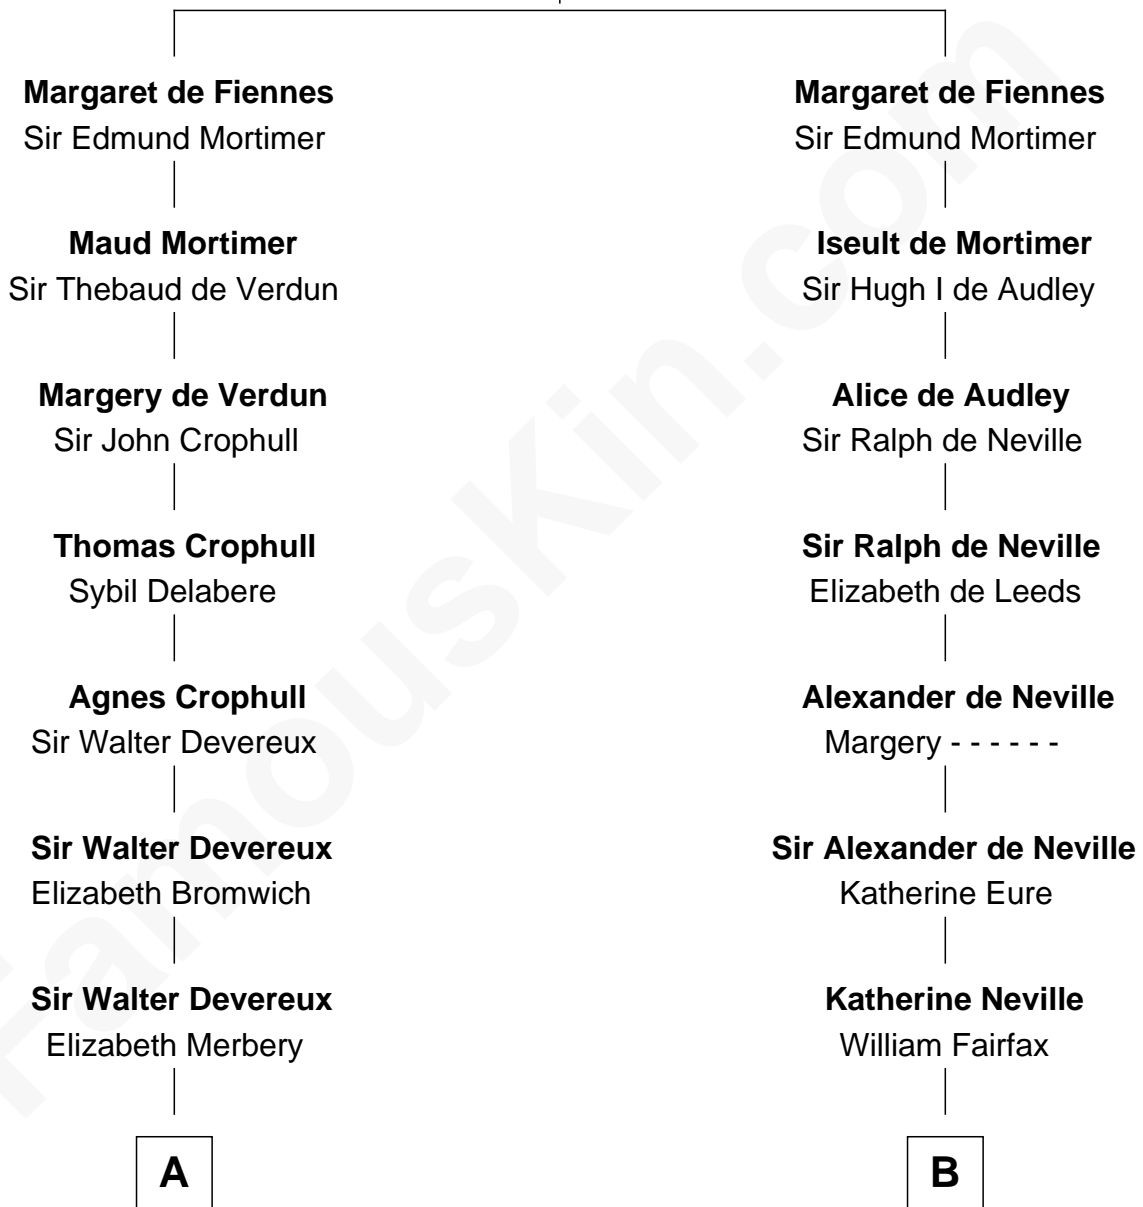 Margaret de Fiennes
Sir Edmund Mortimer
Maud Mortimer
Sir Thebaud de Verdun
Margery de Verdun
Sir John Crophull
Thomas Crophull
Sybil Delabere
Agnes Crophull
Sir Walter Devereux
Sir Walter Devereux
Elizabeth Bromwich
Sir Walter Devereux
Elizabeth Merbery
A
Margaret de Fiennes
Sir Edmund Mortimer
Iseult de Mortimer
Sir Hugh I de Audley
Alice de Audley
Sir Ralph de Neville
Sir Ralph de Neville
Elizabeth de Leeds
Alexander de Neville
Margery - - - - - -
Sir Alexander de Neville
Katherine Eure
Katherine Neville
William Fairfax
B
FamousKin.com